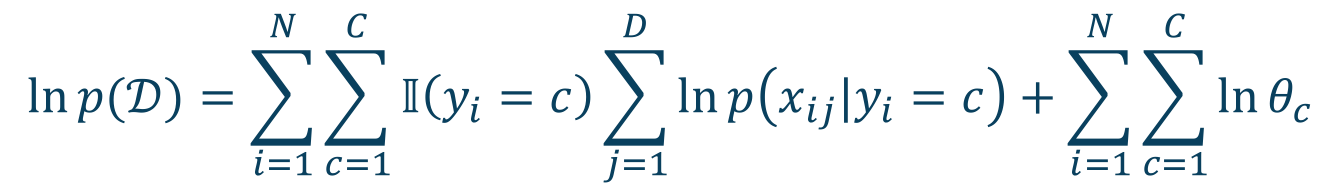 ln p(𝒟) = ∑_{i=1}^{N} ∑_{c=1}^{C} 𝕀(y_i = c) ∑_{j=1}^{D} ln p(x_{ij}|y_i = c) + ∑_{i=1}^{N} ∑_{c=1}^{C} ln θ_c